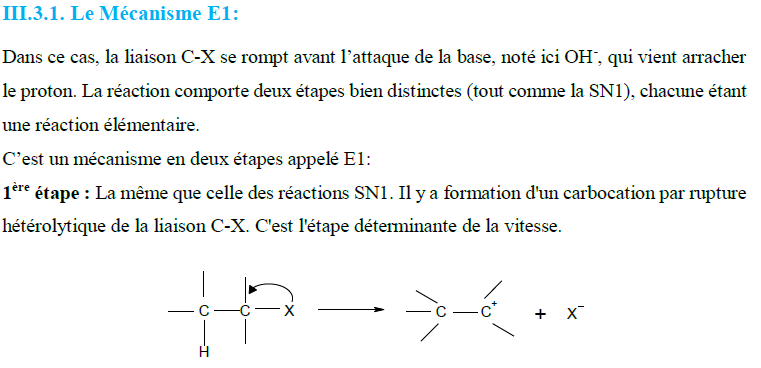 III.3.1. Le Mécanisme E1:
Dans ce cas, la liaison C-X se rompt avant l’attaque de la base, noté ici OH⁻, qui vient arracher
le proton. La réaction comporte deux étapes bien distinctes (tout comme la SN1), chacune étant
une réaction élémentaire.
C’est un mécanisme en deux étapes appelé E1:
1ère étape : La même que celle des réactions SN1. Il y a formation d'un carbocation par rupture
hétérolytique de la liaison C-X. C'est l'étape déterminante de la vitesse.
C C X C C⁺ + X⁻
H